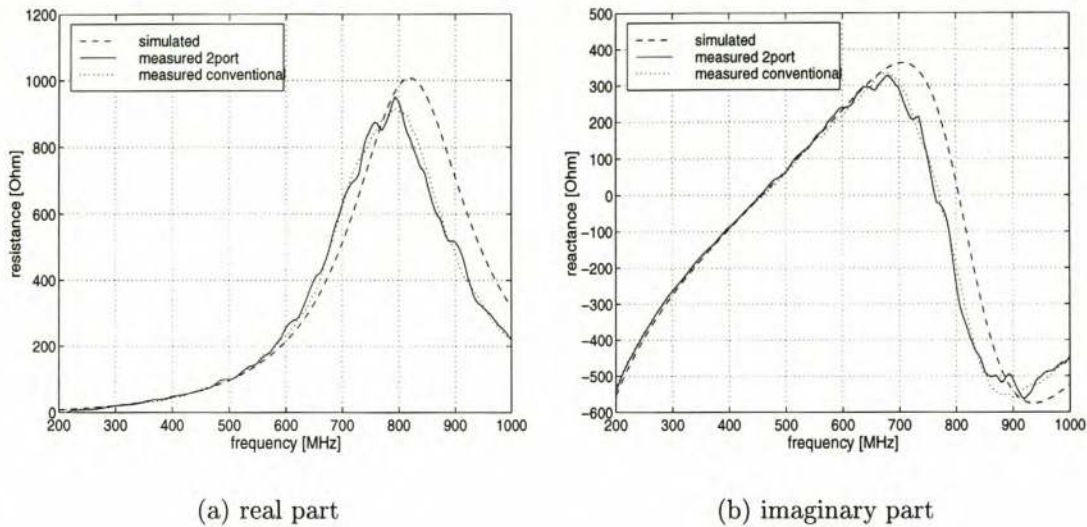 1200
1000
800
600
400
200
0
resistance [Ohm]
simulated
measured 2port
measured conventional
200 300 400 500 600 700 800 900 1000
frequency [MHz]
(a) real part
500
400
300
200
100
0
−100
−200
−300
−400
−500
−600
reactance [Ohm]
simulated
measured 2port
measured conventional
200 300 400 500 600 700 800 900 1000
frequency [MHz]
(b) imaginary part